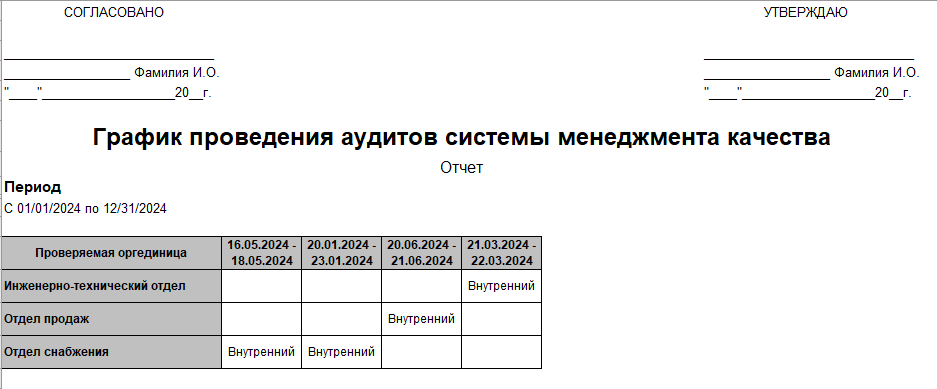 СОГЛАСОВАНО УТВЕРЖДАЮ
______________________________ ______________________________
__________________ Фамилия И.О. __________________ Фамилия И.О.
"____"___________________20__г. "____"___________________20__г.
График проведения аудитов системы менеджмента качества
Отчет
Период
С 01/01/2024 по 12/31/2024
Проверяемая оргединица 16.05.2024 - 18.05.2024 20.01.2024 - 23.01.2024 20.06.2024 - 21.06.2024 21.03.2024 - 22.03.2024
Инженерно-технический отдел Внутренний
Отдел продаж Внутренний
Отдел снабжения Внутренний Внутренний